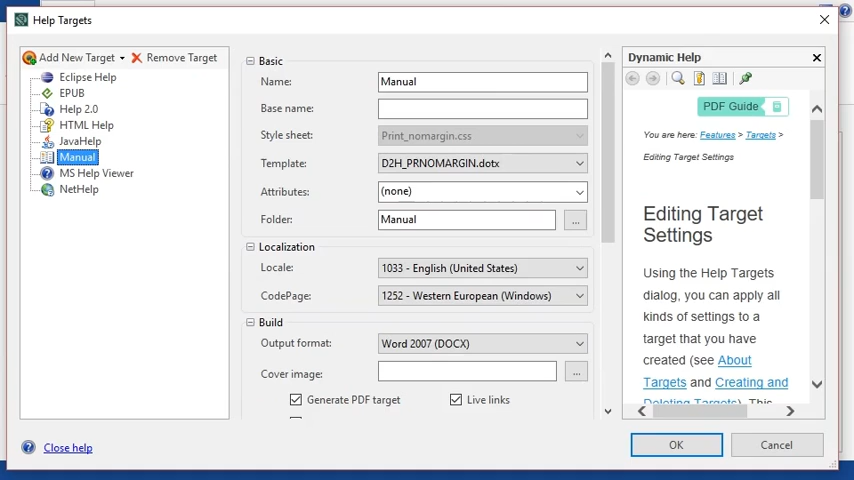 Help Targets
Add New Target
Remove Target
Eclipse Help
EPUB
Help 2.0
HTML Help
JavaHelp
Manual
MS Help Viewer
NetHelp
Basic
Name: Manual
Base name:
Style sheet: Print_nomargin.css
Template: D2H_PRNOMARGIN.dotx
Attributes: (none)
Folder: Manual ...
Localization
Locale: 1033 - English (United States)
CodePage: 1252 - Western European (Windows)
Build
Output format: Word 2007 (DOCX)
Cover image: ...
Generate PDF target Live links
Dynamic Help
PDF Guide
You are here: Features > Targets >
Editing Target Settings
Editing Target
Settings
Using the Help Targets
dialog, you can apply all
kinds of settings to a
target that you have
created (see About
Targets and Creating and
Deleting Targets). This
Close help
OK
Cancel